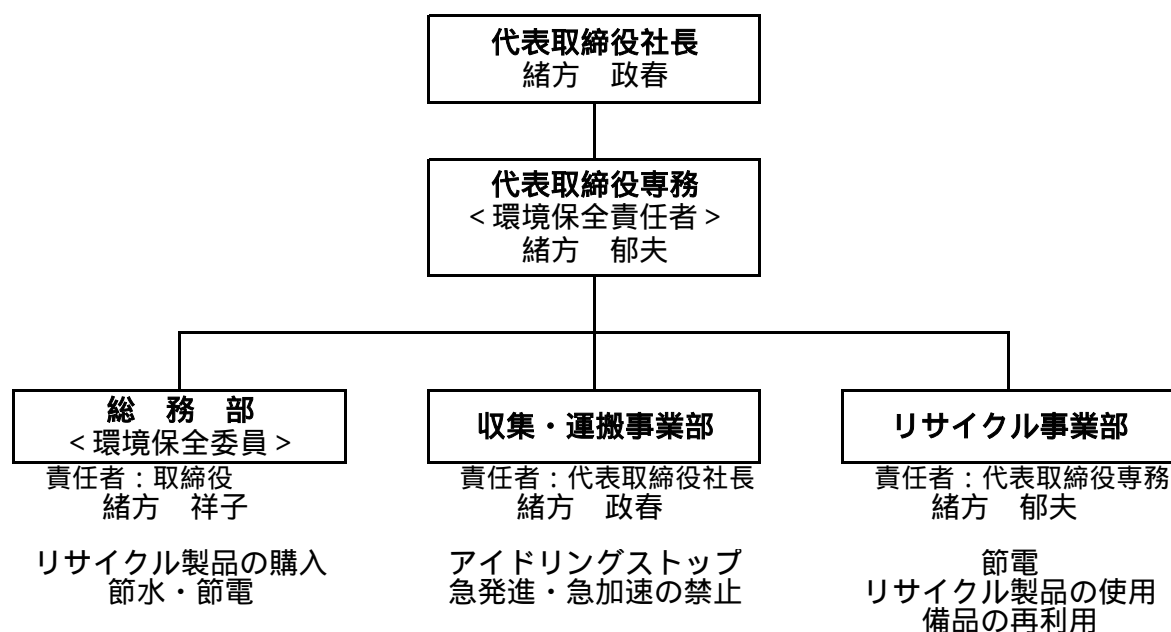 代表取締役社長
緒方　政春
代表取締役専務
＜環境保全責任者＞
緒方　郁夫
総　務　部
＜環境保全委員＞
責任者：取締役
緒方　祥子
リサイクル製品の購入
節水・節電
収集・運搬事業部
責任者：代表取締役社長
緒方　政春
アイドリングストップ
急発進・急加速の禁止
リサイクル事業部
責任者：代表取締役専務
緒方　郁夫
節電
リサイクル製品の使用
備品の再利用